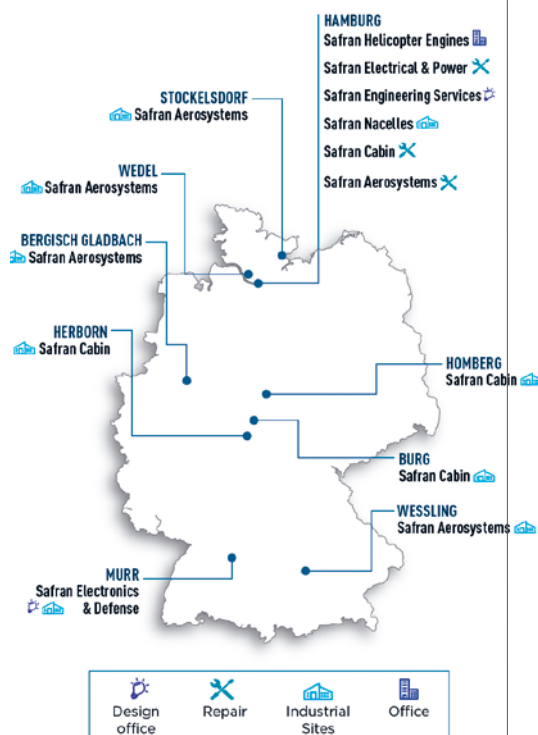 HAMBURG
Safran Helicopter Engines
Safran Electrical & Power
Safran Engineering Services
Safran Nacelles
Safran Cabin
Safran Aerosystems
STOCKELSDORF
Safran Aerosystems
WEDEL
Safran Aerosystems
BERGISCH GLADBACH
Safran Aerosystems
HERBORN
Safran Cabin
HOMBERG
Safran Cabin
BURG
Safran Cabin
WESSLING
Safran Aerosystems
MURR
Safran Electronics
& Defense
Design
office
Repair
Industrial
Sites
Office